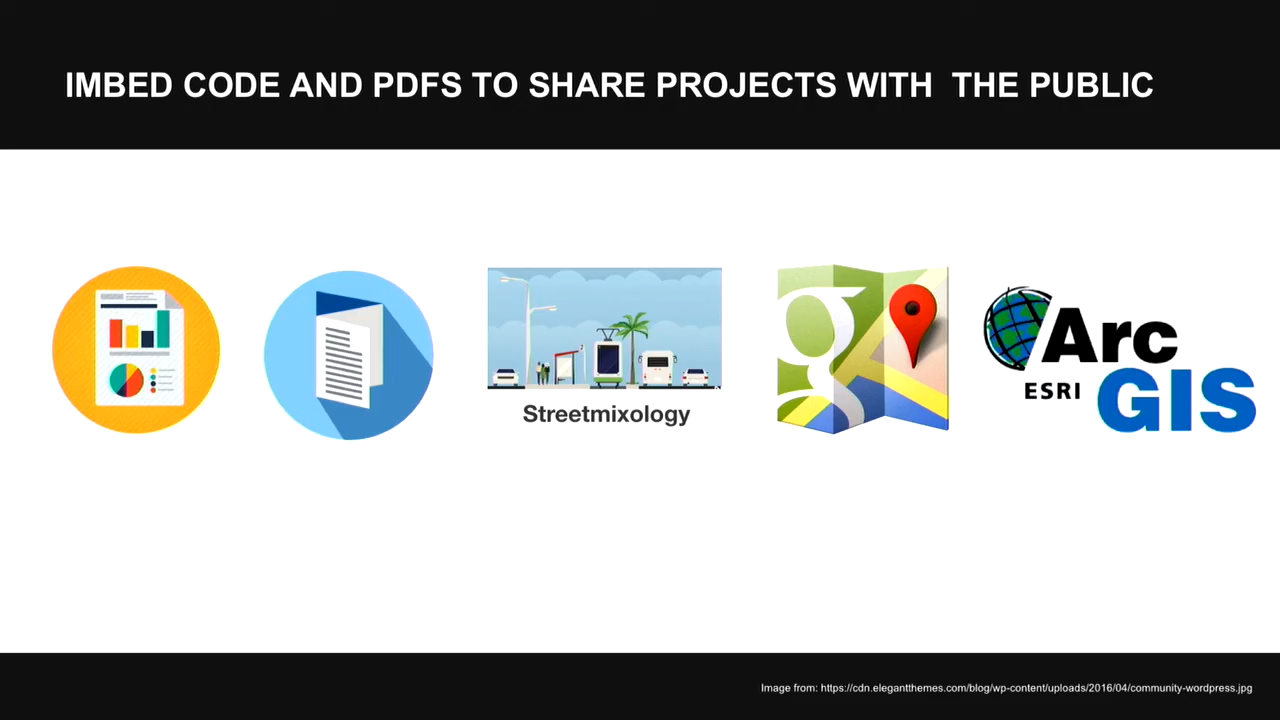 IMBED CODE AND PDFS TO SHARE PROJECTS WITH THE PUBLIC
Streetmixology
g
Arc
ESRI
GIS
Image from: https://cdn.elegantthemes.com/blog/wp-content/uploads/2016/04/community-wordpress.jpg